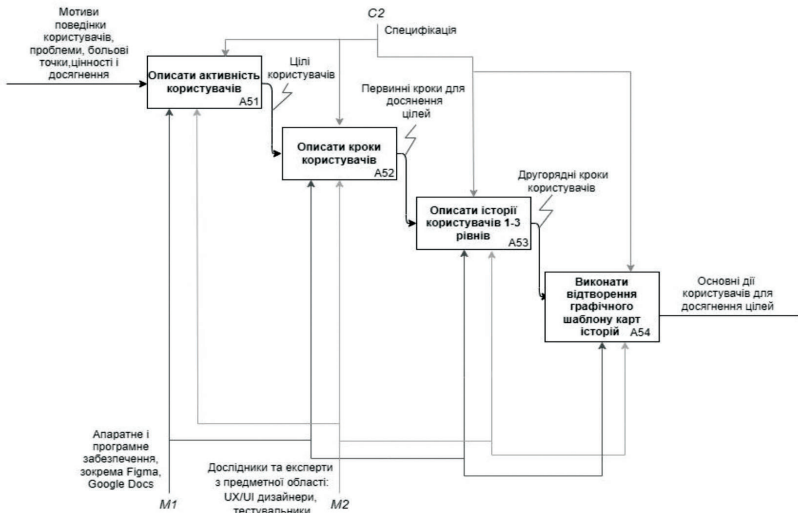 Мотиви
поведінки
користувачів,
проблеми, больові
точки,цінності і
досягнення
C2
Специфікація
Описати активність
користувачів
A51
Цілі
користувачів
Первинні кроки для
досянення
цілей
Описати кроки
користувачів
A52
Другорядні кроки
користувачів
Описати історії
користувачів 1-3
рівнів
A53
Виконати
відтворення
графічного
шаблону карт
історій
A54
Основні дії
користувачів для
досягнення цілей
Апаратне і
програмне
забезпечення,
зокрема Figma,
Google Docs
M1
Дослідники та експерти
з предметної області:
UX/UI дизайнери,
тестувальники
M2